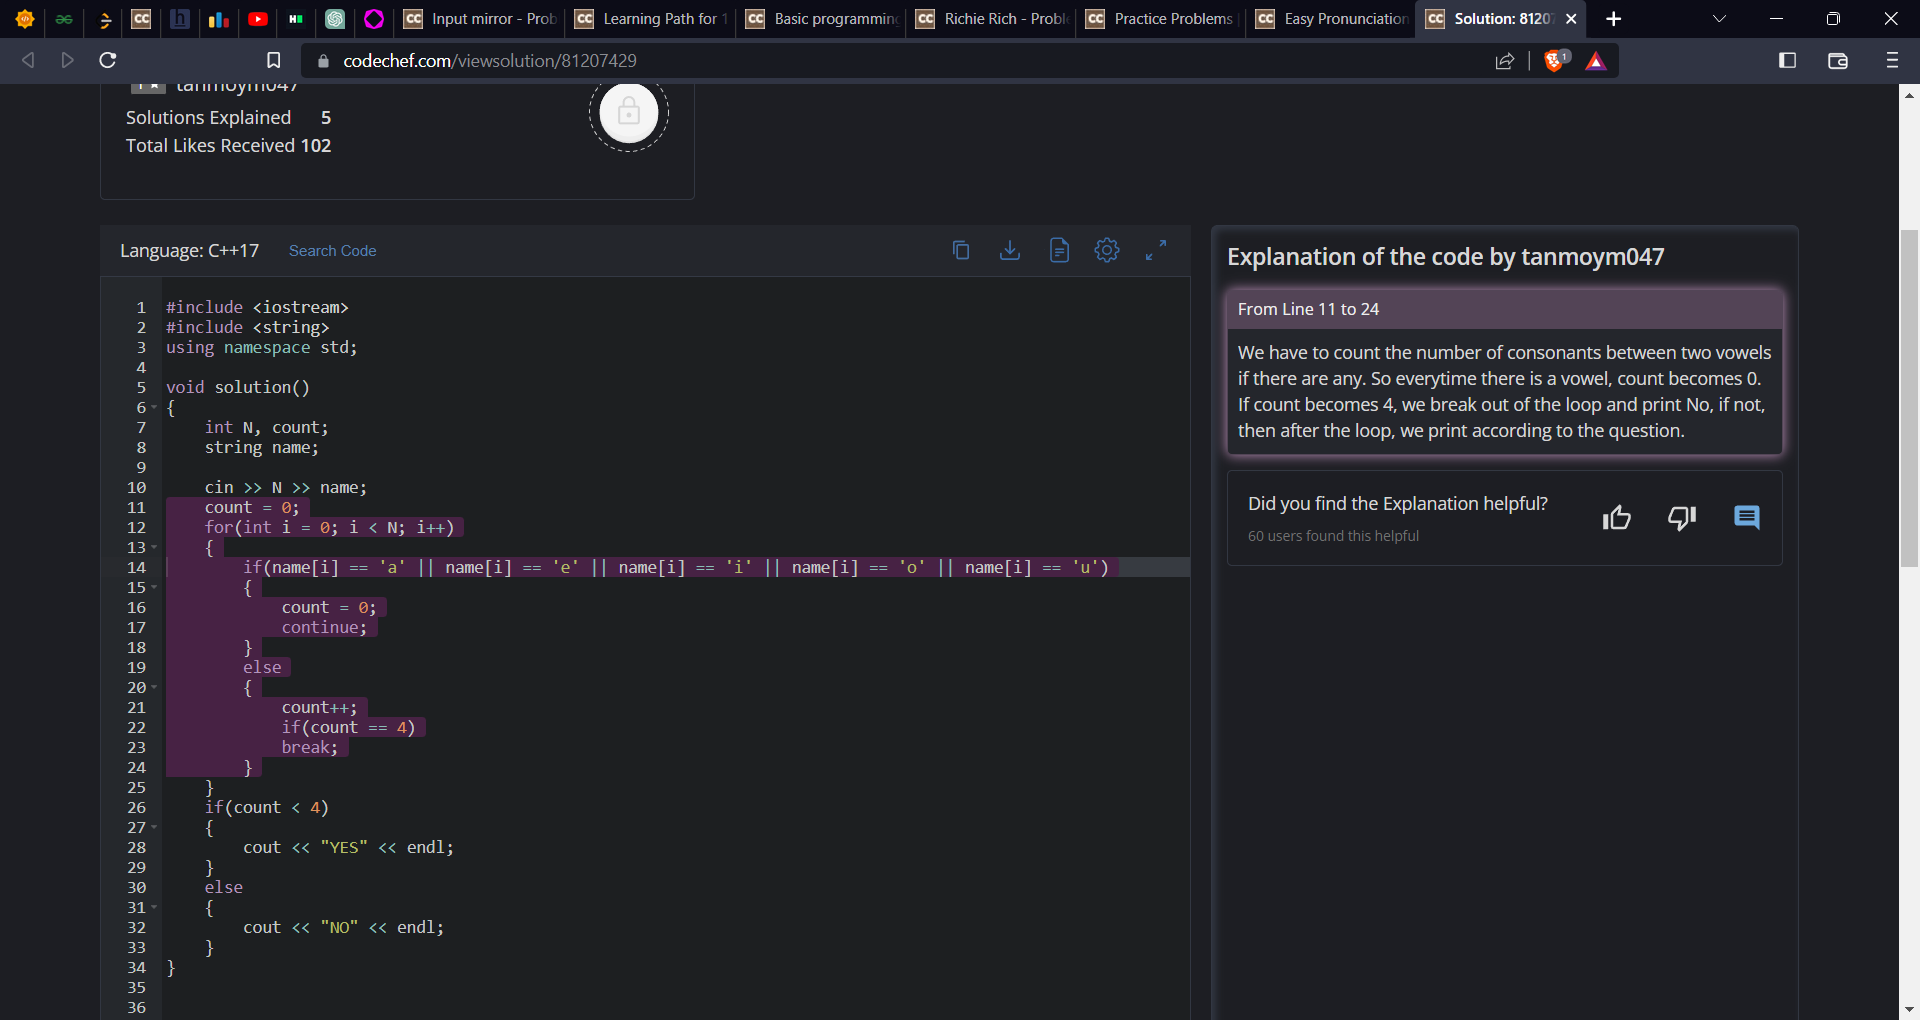 Input mirror - Prob
Learning Path for 1
Basic programming
Richie Rich - Proble
Practice Problems
Easy Pronunciation
Solution: 8120
codechef.com/viewsolution/81207429
tanmoym047
Solutions Explained 5
Total Likes Received 102
Language: C++17 Search Code
1 #include <iostream>
2 #include <string>
3 using namespace std;
4
5 void solution()
6 {
7 int N, count;
8 string name;
9
10 cin >> N >> name;
11 count = 0;
12 for(int i = 0; i < N; i++)
13 {
14 if(name[i] == 'a' || name[i] == 'e' || name[i] == 'i' || name[i] == 'o' || name[i] == 'u')
15 {
16 count = 0;
17 continue;
18 }
19 else
20 {
21 count++;
22 if(count == 4)
23 break;
24 }
25 }
26 if(count < 4)
27 {
28 cout << "YES" << endl;
29 }
30 else
31 {
32 cout << "NO" << endl;
33 }
34 }
35
36
Explanation of the code by tanmoym047
From Line 11 to 24
We have to count the number of consonants between two vowels
if there are any. So everytime there is a vowel, count becomes 0.
If count becomes 4, we break out of the loop and print No, if not,
then after the loop, we print according to the question.
Did you find the Explanation helpful?
60 users found this helpful